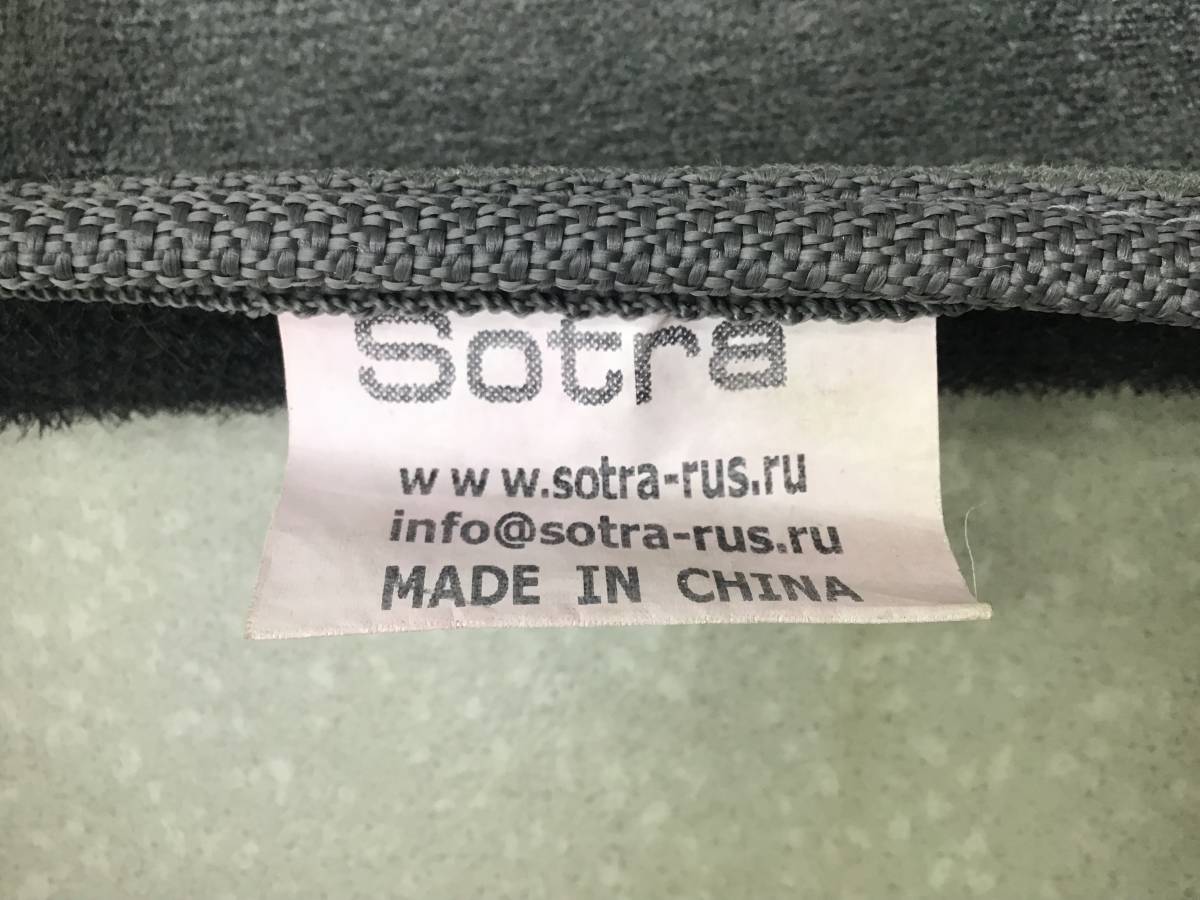 Sotra
w w w.sotra-rus.ru
info@sotra-rus.ru
MADE IN CHINA